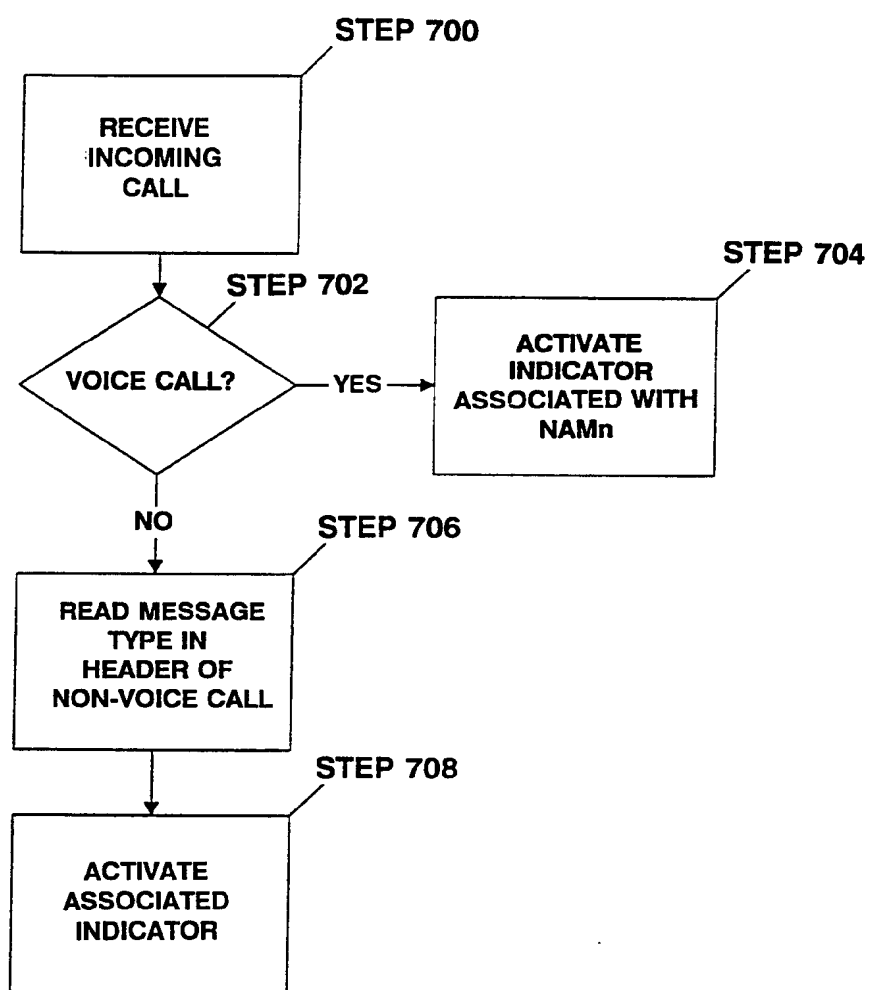 STEP 700
RECEIVE
INCOMING
CALL
STEP 702
VOICE CALL?
YES
STEP 704
ACTIVATE
INDICATOR
ASSOCIATED WITH
NAMn
NO
STEP 706
READ MESSAGE
TYPE IN
HEADER OF
NON-VOICE CALL
STEP 708
ACTIVATE
ASSOCIATED
INDICATOR